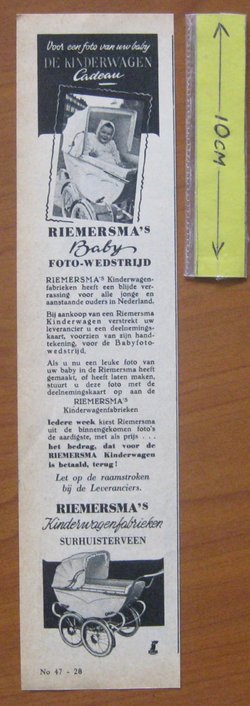 Voor een foto van uw baby
DE KINDERWAGEN
Cadeau
RIEMERSMA'S
Baby
FOTO-WEDSTRIJD
RIEMERSMA'S Kinderwagen-
fabrieken heeft een blijde ver-
rassing voor alle jonge en
aanstaande ouders in Nederland.
Bij aankoop van een Riemersma
Kinderwagen verstrekt uw
leverancier u een deelnemings-
kaart, voorzien van zijn hand-
tekening, voor de Babyfoto-
wedstrijd.
Als u nu een leuke foto van
uw baby in de Riemersma heeft
gemaakt, of heeft laten maken,
stuurt u deze foto met de
deelnemingskaart op aan de
RIEMERSMA'S
Kinderwagenfabrieken
Iedere week kiest Riemersma
uit de binnengekomen foto's
de aardigste, met als prijs . . .
het bedrag, dat voor de
RIEMERSMA Kinderwagen
is betaald, terug!
Let op de raamstroken
bij de Leveranciers.
RIEMERSMA'S
Kinderwagenfabrieken
SURHUISTERVEEN
No 47 - 28
10CM